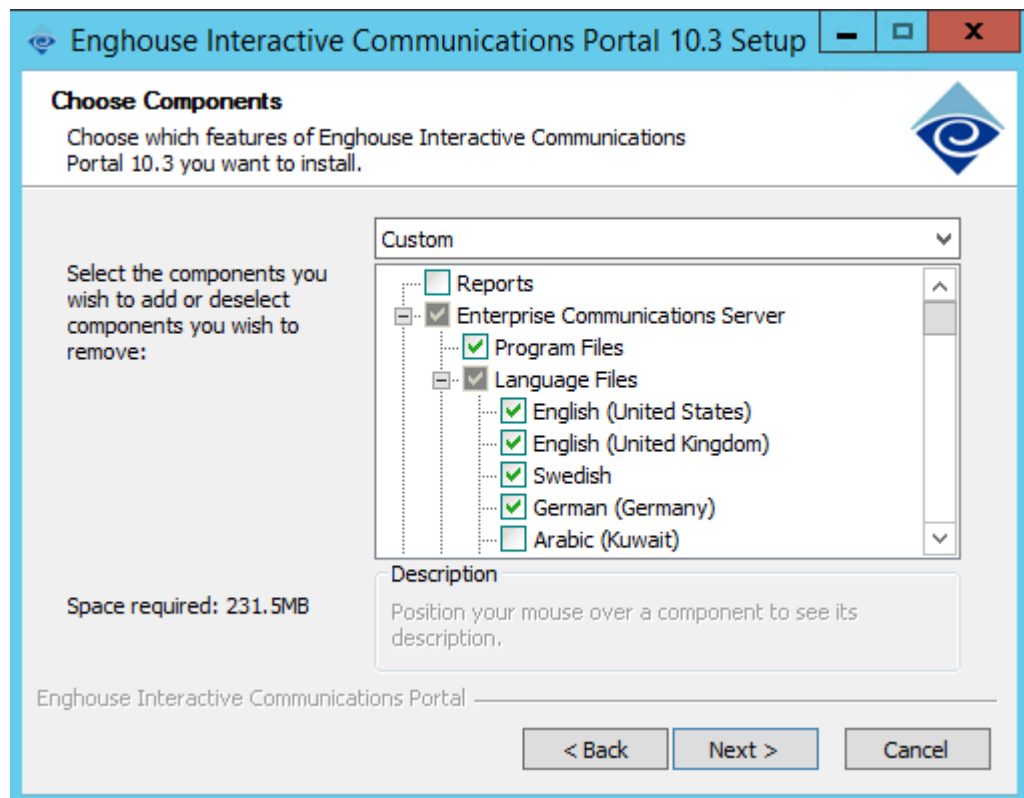 Enghouse Interactive Communications Portal 10.3 Setup
Choose Components
Choose which features of Enghouse Interactive Communications
Portal 10.3 you want to install.
Custom
Select the components you
wish to add or deselect
components you wish to
remove:
Reports
Enterprise Communications Server
Program Files
Language Files
English (United States)
English (United Kingdom)
Swedish
German (Germany)
Arabic (Kuwait)
Space required: 231.5MB
Description
Position your mouse over a component to see its
description.
Enghouse Interactive Communications Portal
< Back
Next >
Cancel